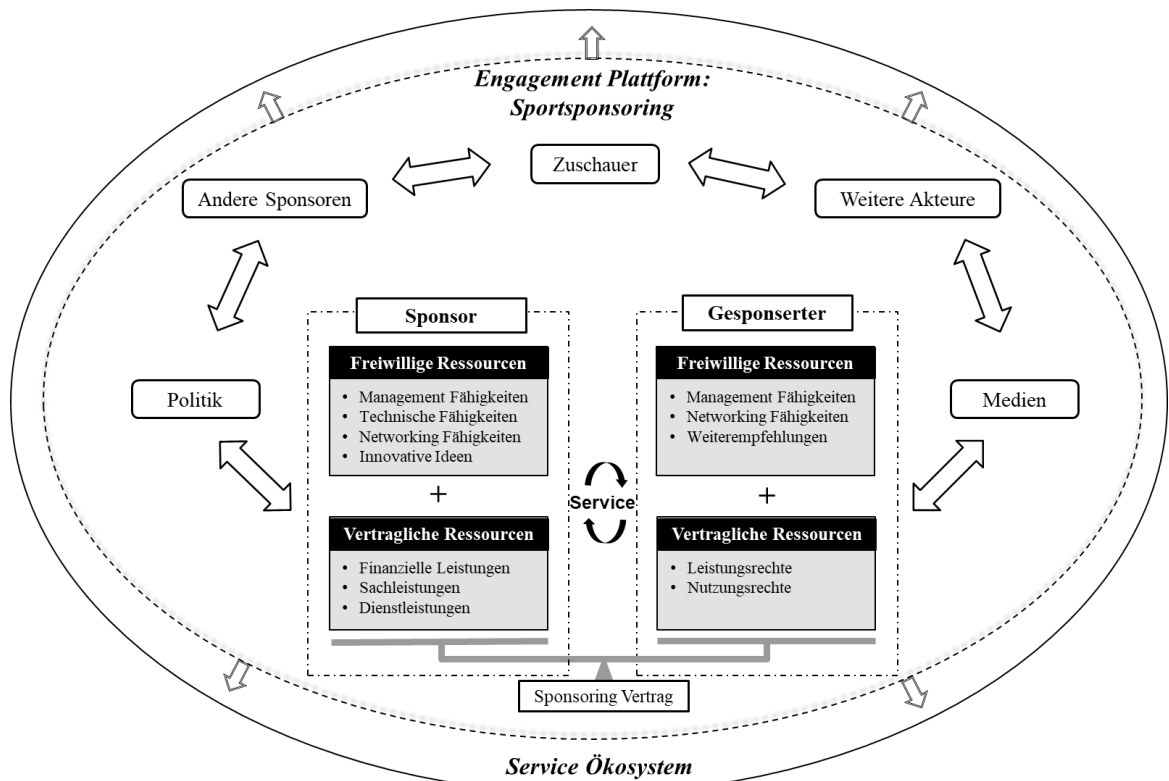 Engagement Plattform:
Sportsponsoring
Zuschauer
Andere Sponsoren
Weitere Akteure
Politik
Medien
Sponsor
Freiwillige Ressourcen
• Management Fähigkeiten
• Technische Fähigkeiten
• Networking Fähigkeiten
• Innovative Ideen
+
Vertragliche Ressourcen
• Finanzielle Leistungen
• Sachleistungen
• Dienstleistungen
Service
Gesponserter
Freiwillige Ressourcen
• Management Fähigkeiten
• Networking Fähigkeiten
• Weiterempfehlungen
+
Vertragliche Ressourcen
• Leistungsrechte
• Nutzungsrechte
Sponsoring Vertrag
Service Ökosystem